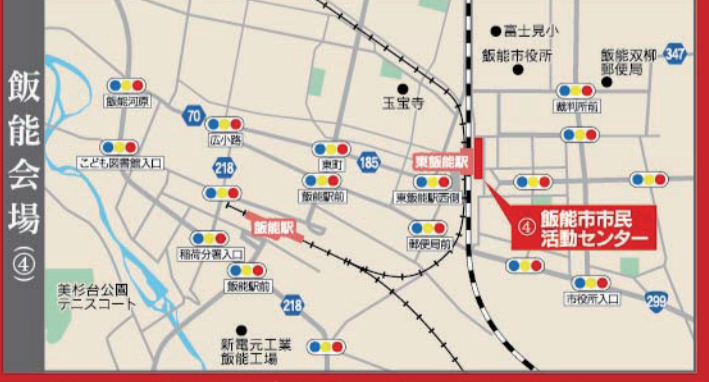 飯能会場(④)
富士見小
飯能市役所
飯能双柳
郵便局
347
裁判所前
玉宝寺
飯能河原
70
広小路
こども図書館入口
218
東町
185
東飯能駅
飯能駅前
東飯能駅西側
④ 飯能市市民
活動センター
飯能駅
郵便局前
稲荷分署入口
飯能駅前
市役所入口
299
218
美杉台公園
テニスコート
新電元工業
飯能工場